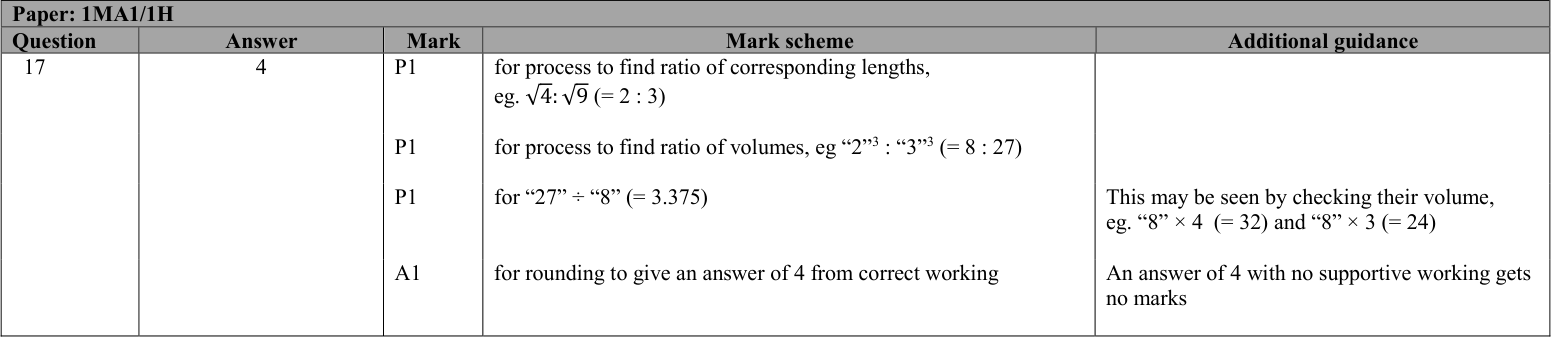 Paper: 1MA1/1H
Question Answer Mark Mark scheme Additional guidance
17 4 P1 for process to find ratio of corresponding lengths,
eg. √4: √9 (= 2 : 3)
P1 for process to find ratio of volumes, eg “2”³ : “3”³ (= 8 : 27)
P1 for “27” ÷ “8” (= 3.375) This may be seen by checking their volume,
eg. “8” × 4 (= 32) and “8” × 3 (= 24)
A1 for rounding to give an answer of 4 from correct working An answer of 4 with no supportive working gets
no marks